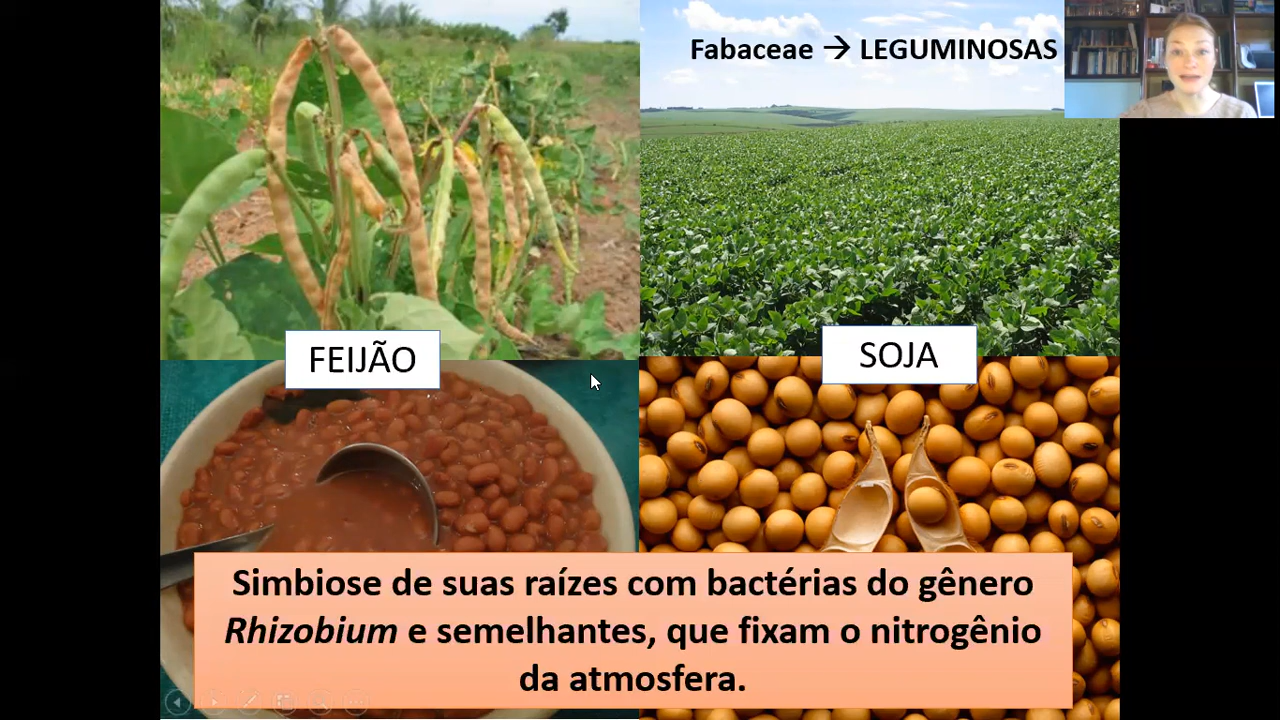 Fabaceae → LEGUMINOSAS
FEIJÃO
SOJA
Simbiose de suas raízes com bactérias do gênero
Rhizobium e semelhantes, que fixam o nitrogênio
da atmosfera.